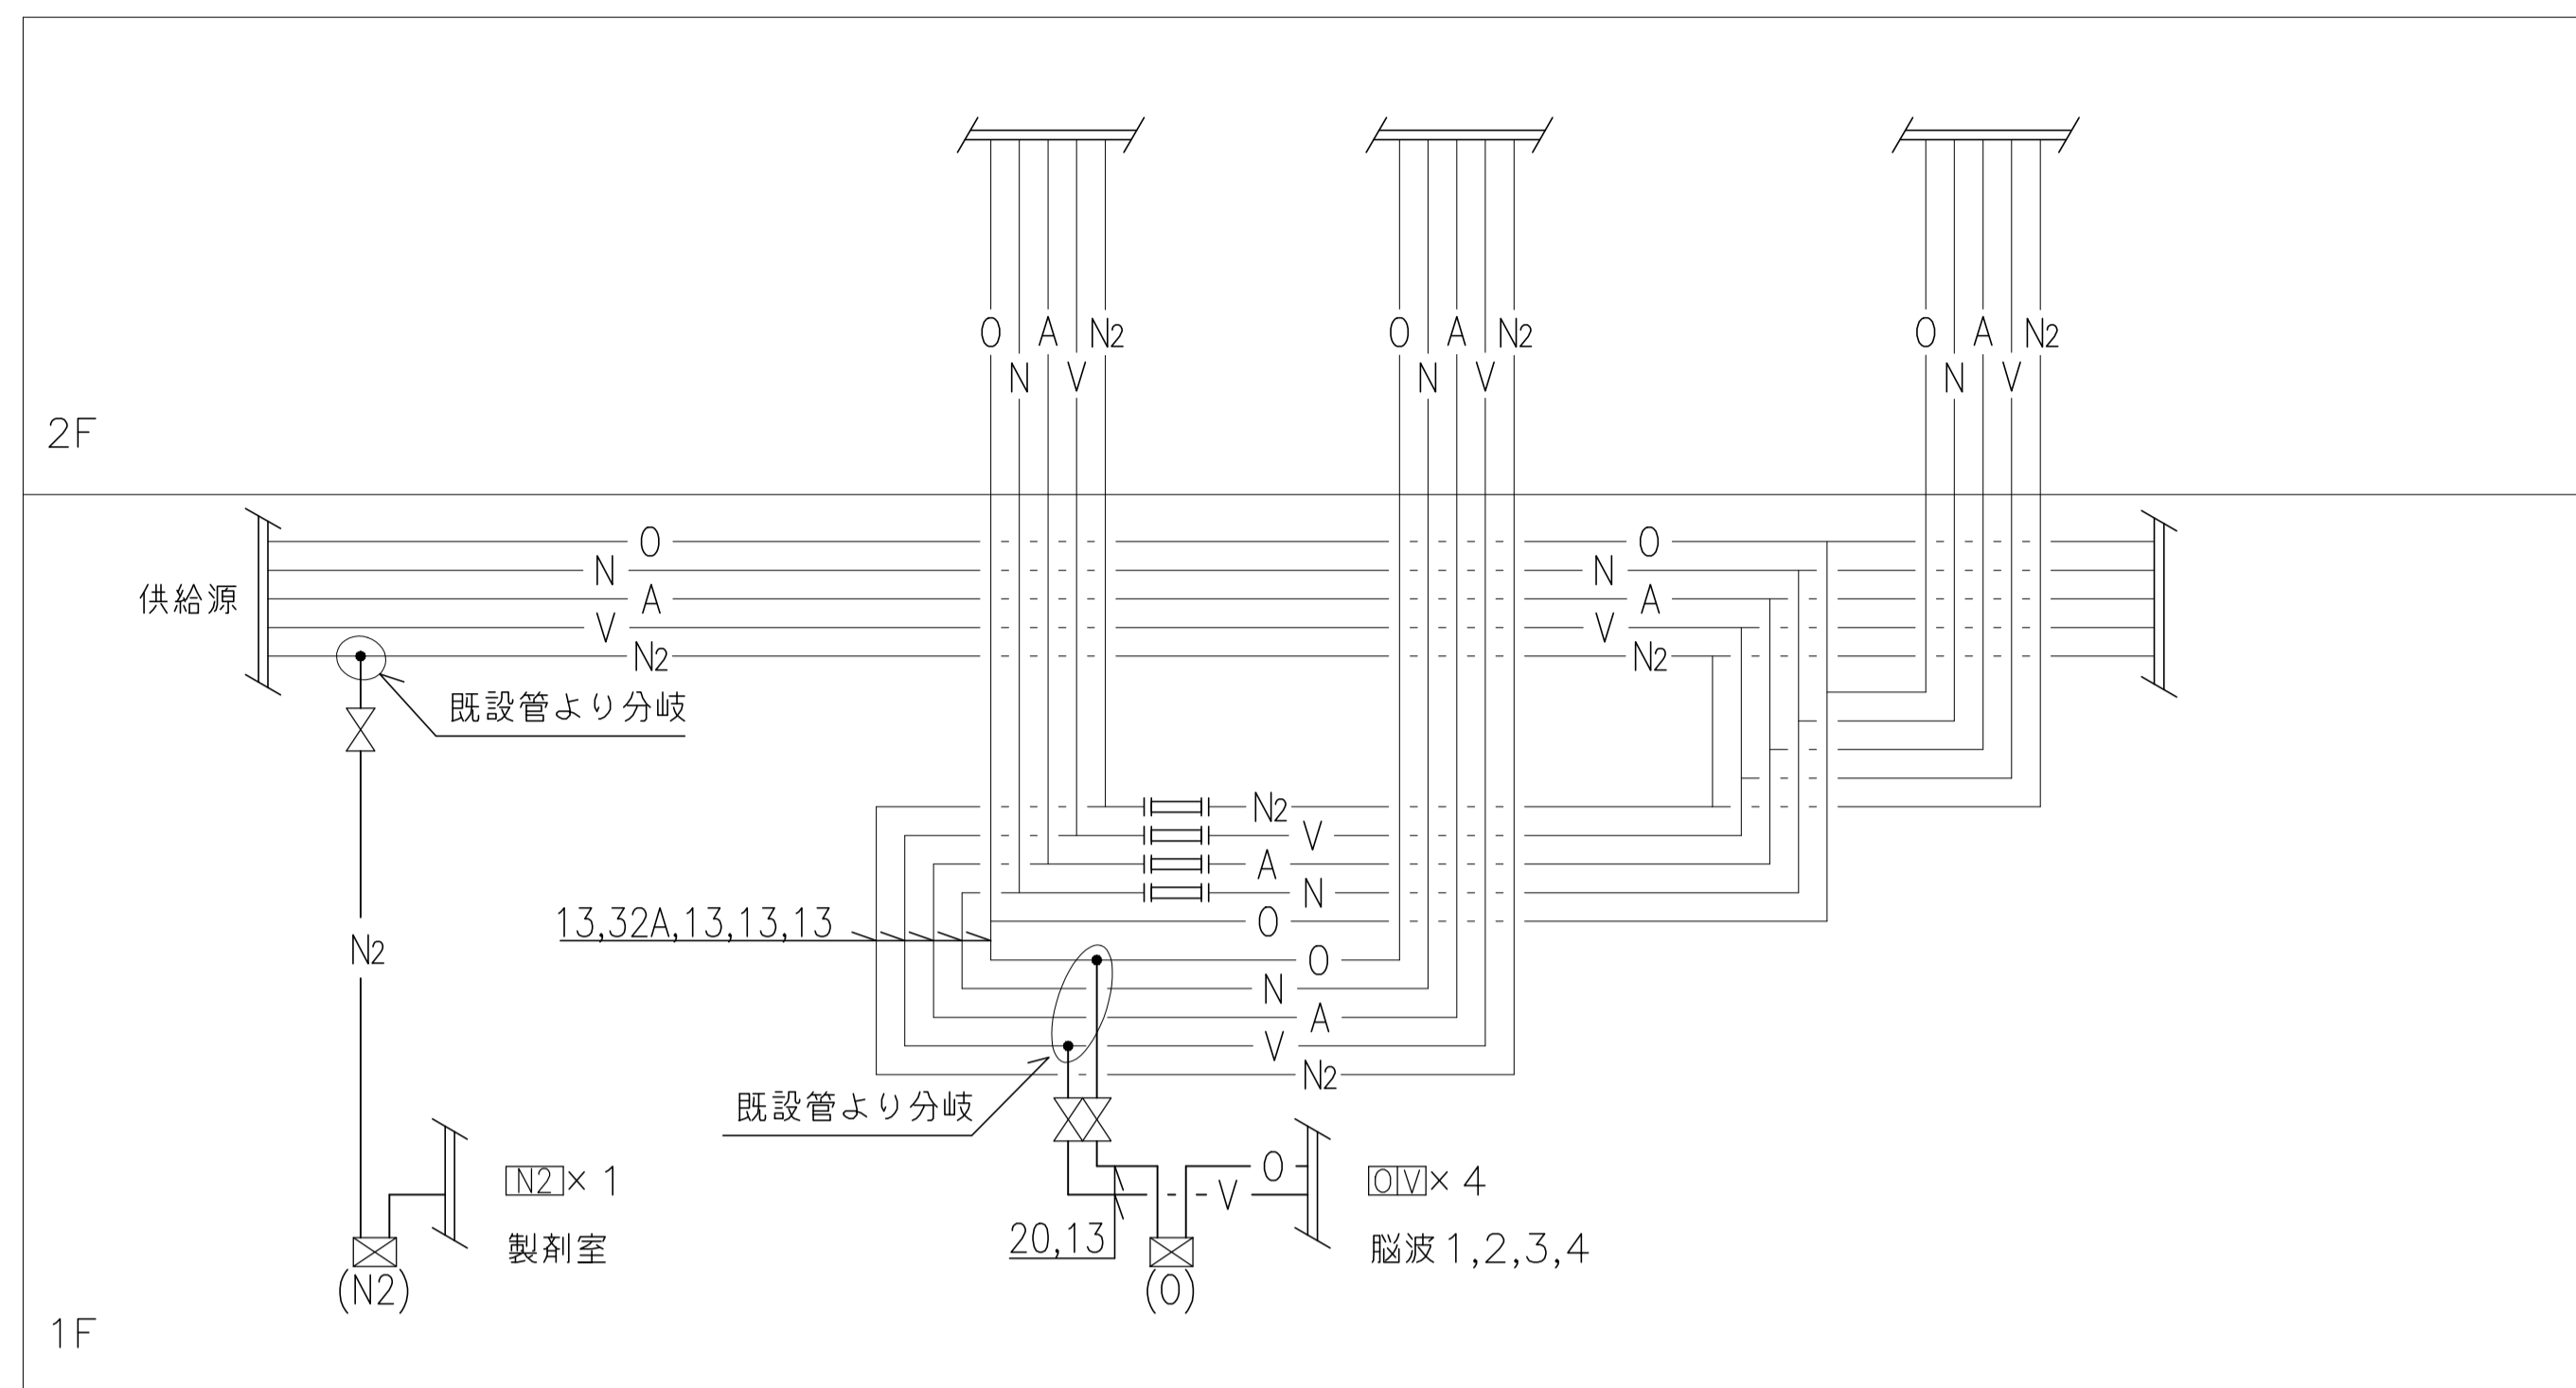 O A N2 O A N2 O A N2
N V N V N V
2F
O O
N N
供給源 A A
V V
N2 N2
既設管より分岐
N2
V
A
N
13,32A,13,13,13 O
N2 O
N
A
V
N2
既設管より分岐
O
N2 × 1 OV × 4
V
20,13
製剤室 脳波 1,2,3,4
(N2) (O)
1F